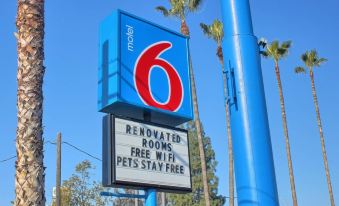 motel
6
RENOVATED
ROOMS
FREE WIFI
PETS STAY FREE